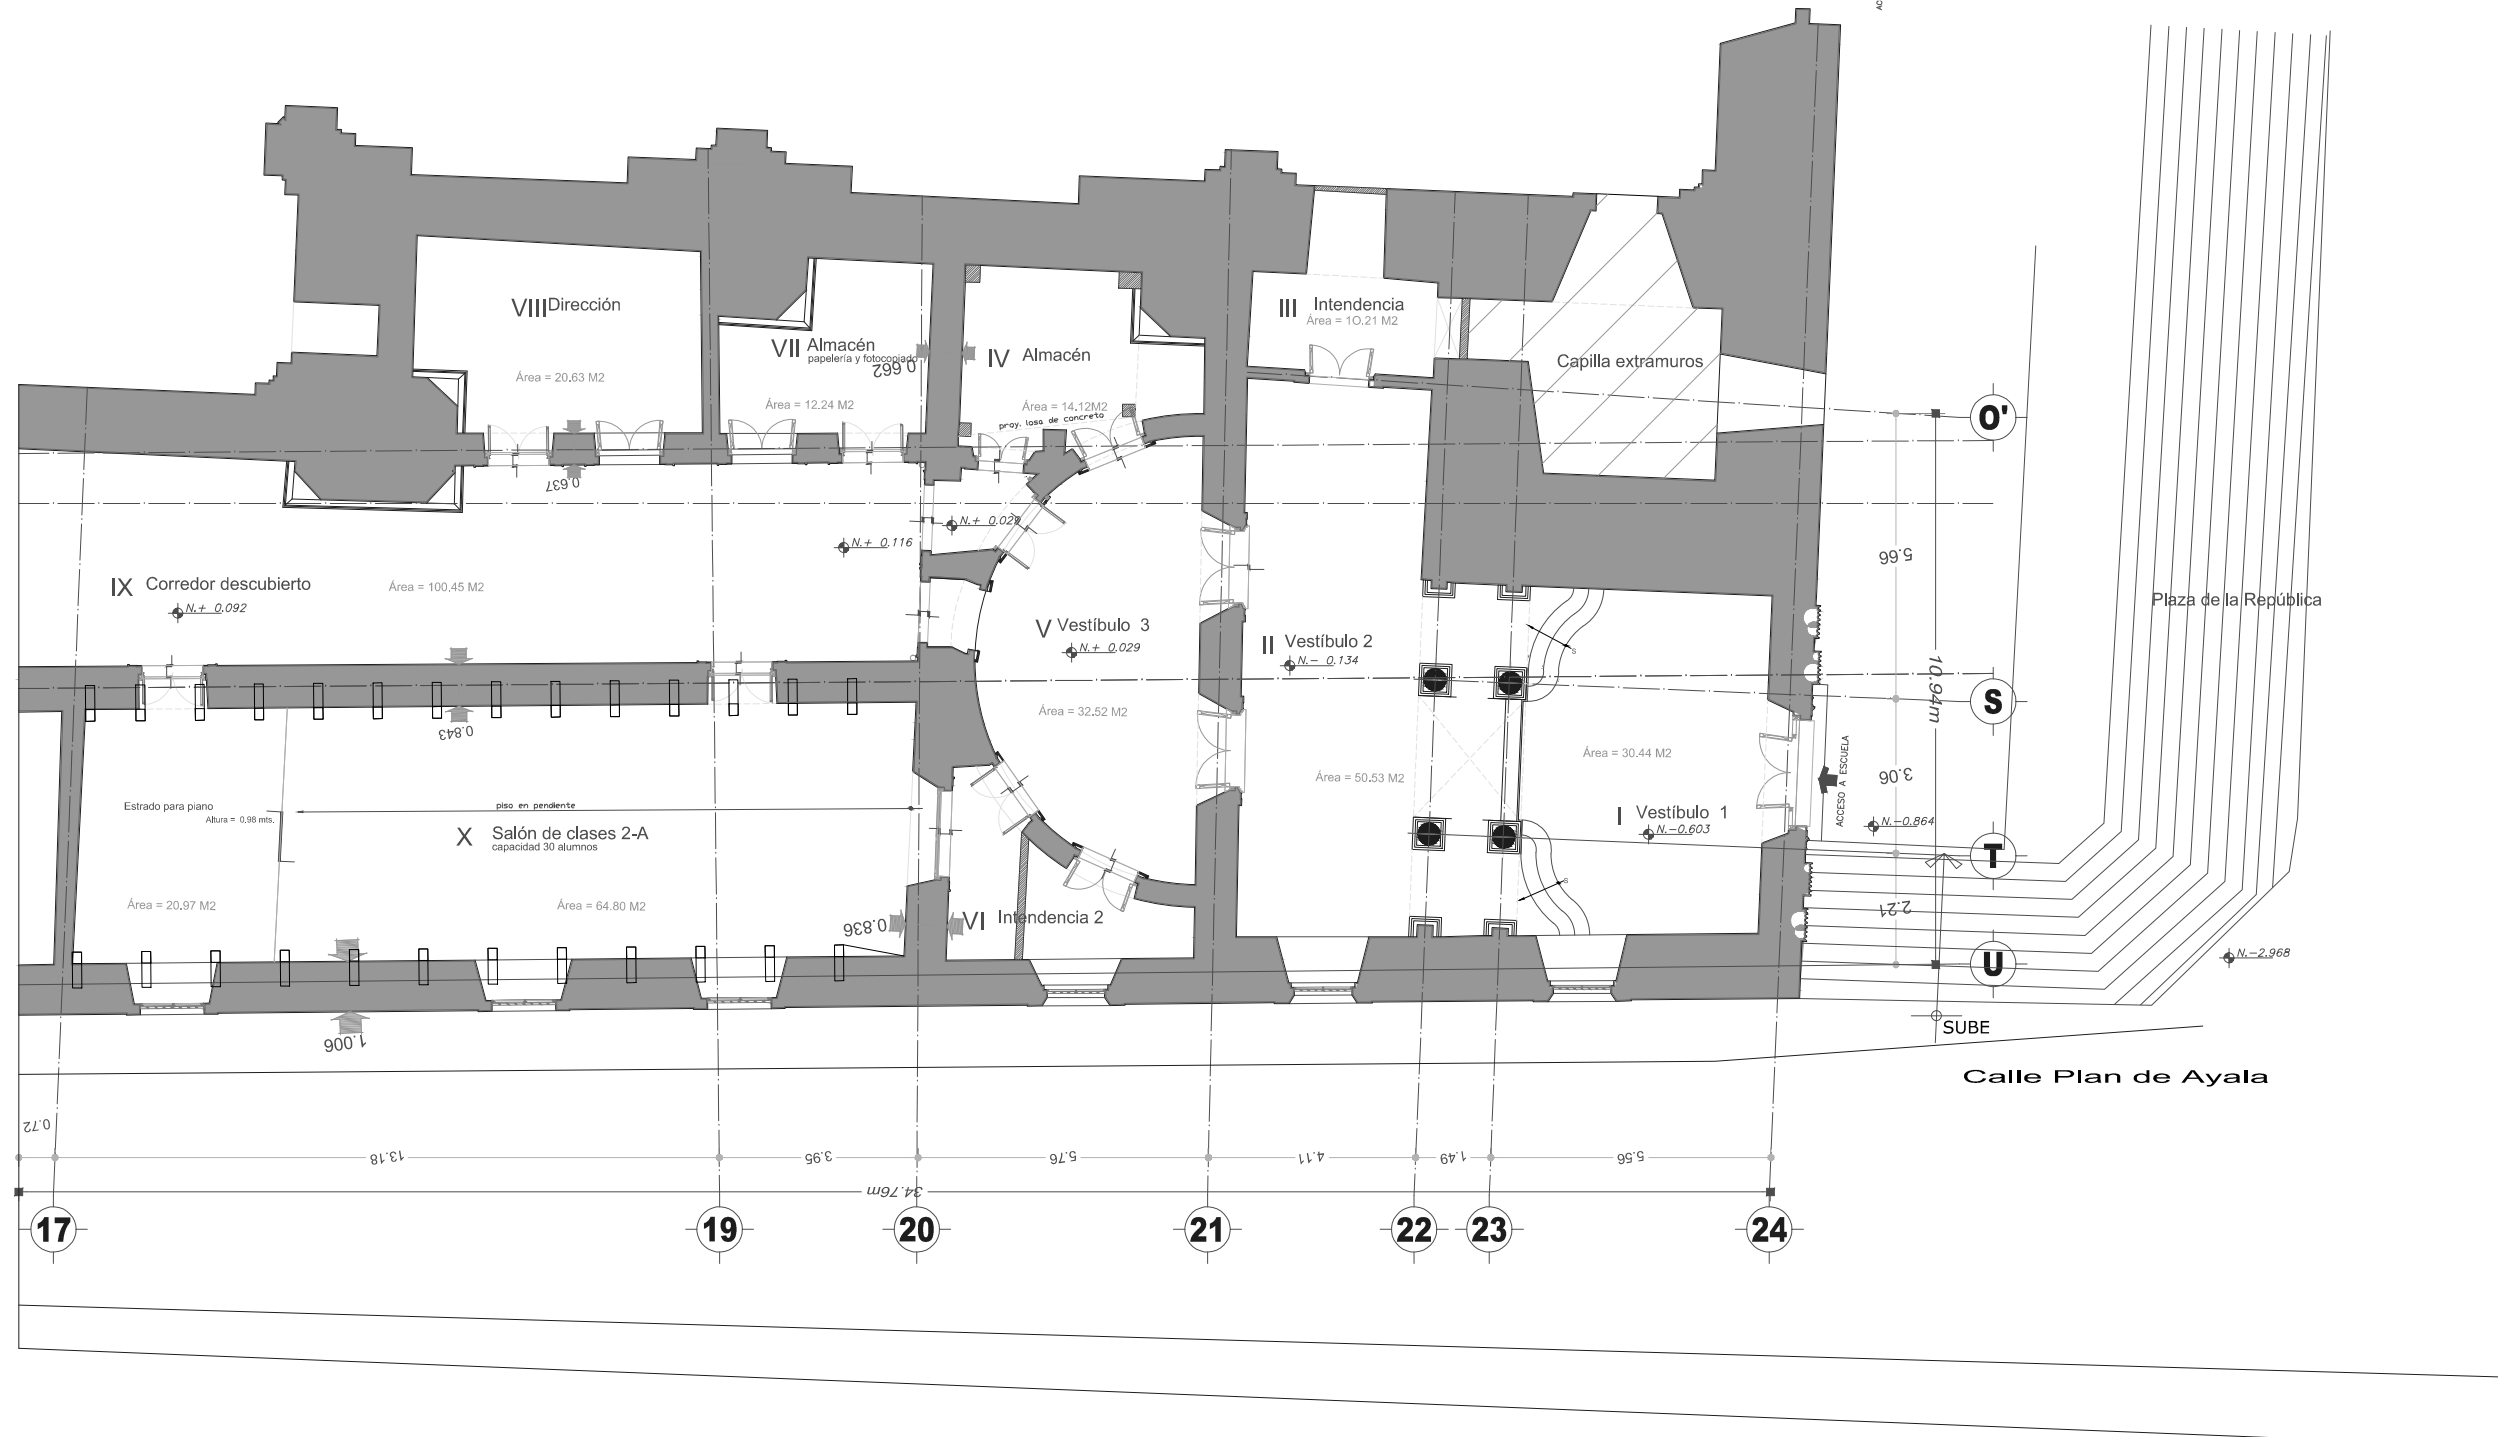 AC
VIII Dirección
Área = 20.63 M2
VII Almacén
papelería y fotocopiado
0.662
Área = 12.24 M2
IV Almacén
Área = 14.12M2
proy. losa de concreto
III Intendencia
Área = 10.21 M2
Capilla extramuros
O'
0.637
N.+ 0.029
N.+ 0.116
5.66
IX Corredor descubierto
Área = 100.45 M2
N.+ 0.092
Plaza de la República
V Vestíbulo 3
N.+ 0.029
II Vestíbulo 2
N.- 0.134
S
S
10.94m
Área = 32.52 M2
0.843
Área = 50.53 M2
Área = 30.44 M2
ACCESO A ESCUELA
3.06
Estrado para piano
Altura = 0.98 mts.
piso en pendiente
X Salón de clases 2-A
capacidad 30 alumnos
I Vestíbulo 1
N.-0.603
N.-0.864
T
S
Área = 20.97 M2
Área = 64.80 M2
0.836
VI Intendencia 2
2.21
N.-2.968
U
1.006
SUBE
Calle Plan de Ayala
0.72
13.18
3.95
5.76
4.11
1.49
5.56
34.76m
17
19
20
21
22
23
24